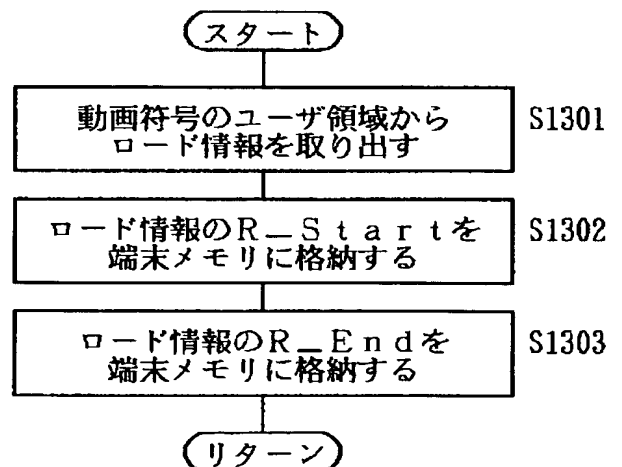 スタート
動画符号のユーザ領域から
ロード情報を取り出す
S1301
ロード情報のR_Startを
端末メモリに格納する
S1302
ロード情報のR_Endを
端末メモリに格納する
S1303
リターン